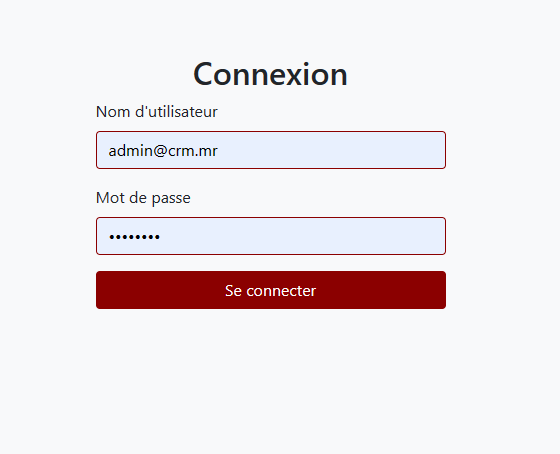 Connexion
Nom d'utilisateur
admin@crm.mr
Mot de passe
••••••••
Se connecter